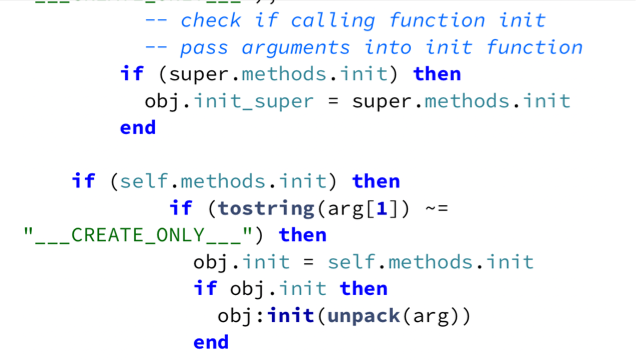 -- check if calling function init
-- pass arguments into init function
if (super.methods.init) then
obj.init_super = super.methods.init
end
if (self.methods.init) then
if (tostring(arg[1]) ~=
"___CREATE_ONLY___") then
obj.init = self.methods.init
if obj.init then
obj:init(unpack(arg))
end